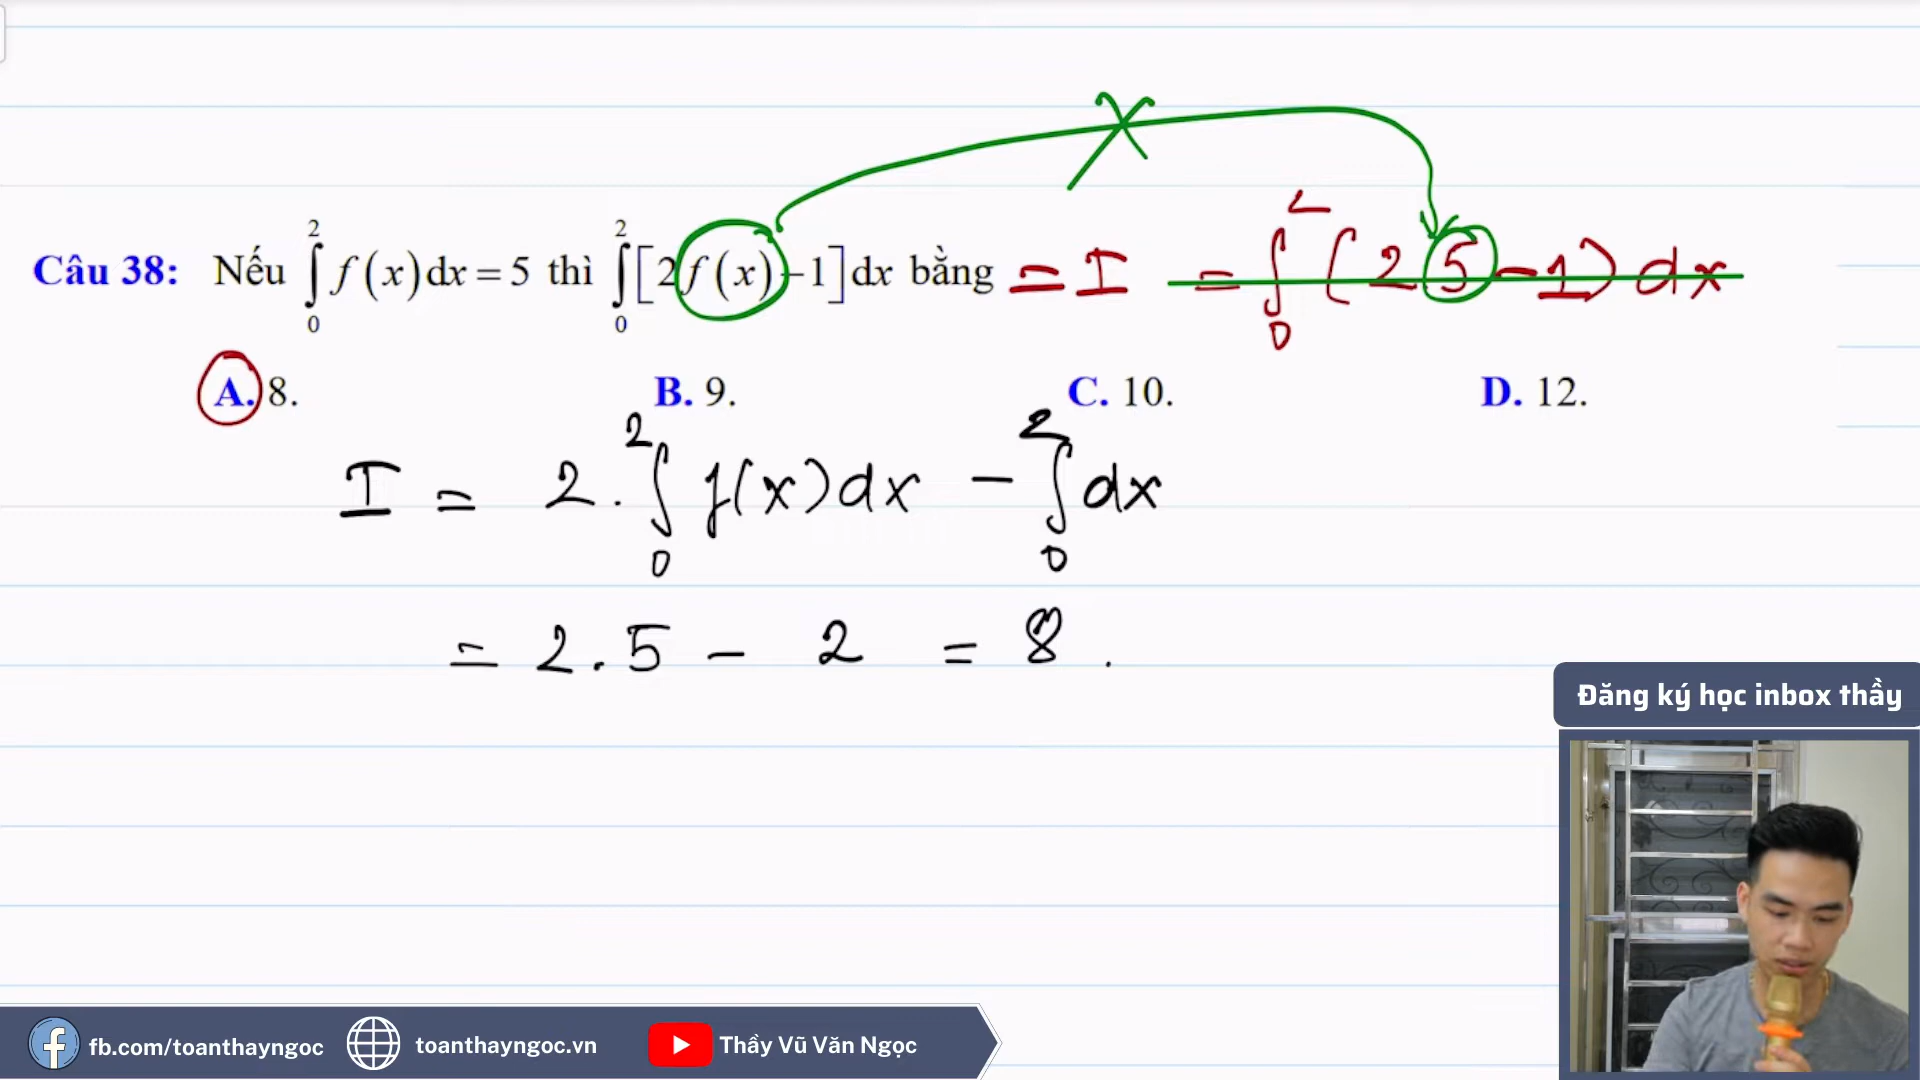 Câu 38: Nếu ∫₀² f(x)dx = 5 thì ∫₀² [2f(x) − 1]dx bằng = I = ∫₀² (2 5 − 1) dx
A. 8. B. 9. C. 10. D. 12.
I = 2 . ∫₀² f(x)dx − ∫₀² dx
= 2 . 5 − 2 = 8 .
Đăng ký học inbox thầy
fb.com/toanthayngoc toanthayngoc.vn Thầy Vũ Văn Ngọc